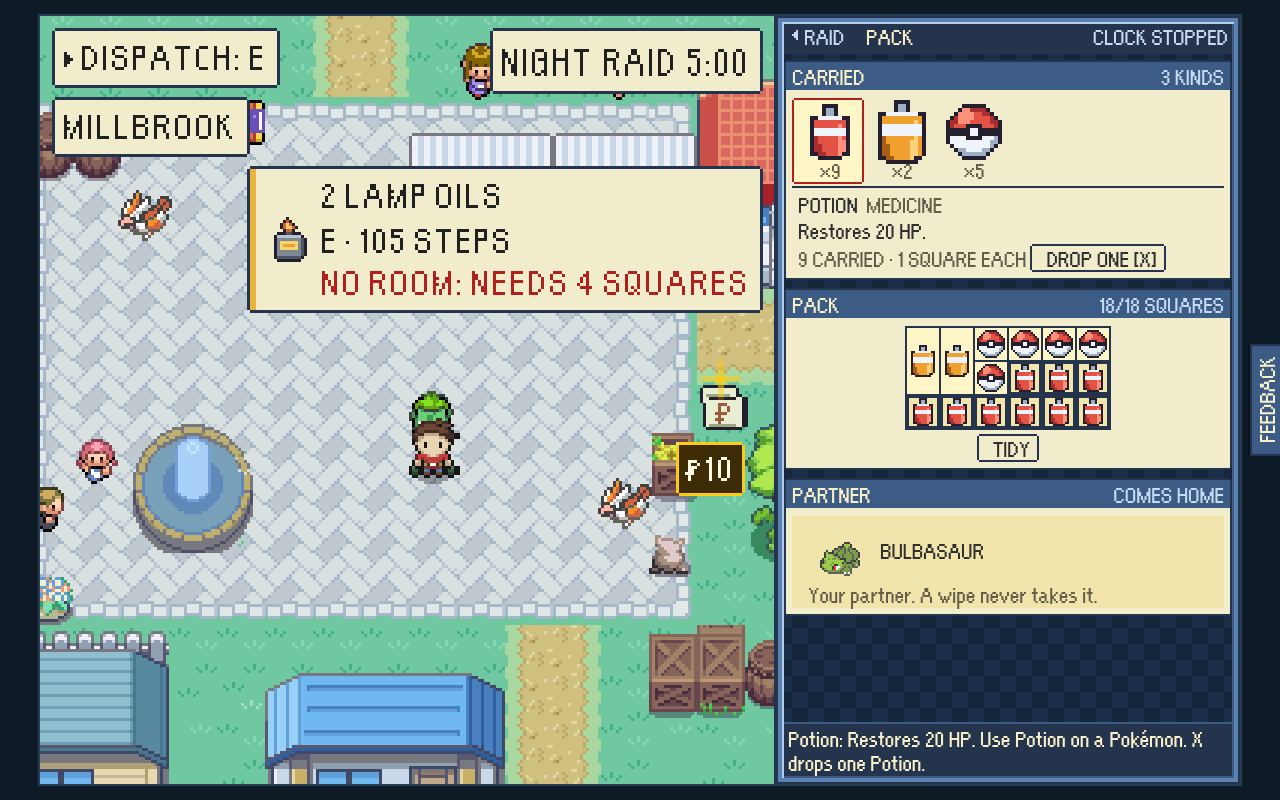 DISPATCH: E
NIGHT RAID 5:00
MILLBROOK
2 LAMP OILS
E · 105 STEPS
NO ROOM: NEEDS 4 SQUARES
₽
₽10
RAID PACK CLOCK STOPPED
CARRIED 3 KINDS
×9 ×2 ×5
POTION MEDICINE
Restores 20 HP.
9 CARRIED · 1 SQUARE EACH DROP ONE [X]
PACK 18/18 SQUARES
TIDY
PARTNER COMES HOME
BULBASAUR
Your partner. A wipe never takes it.
Potion: Restores 20 HP. Use Potion on a Pokémon. X
drops one Potion.
FEEDBACK